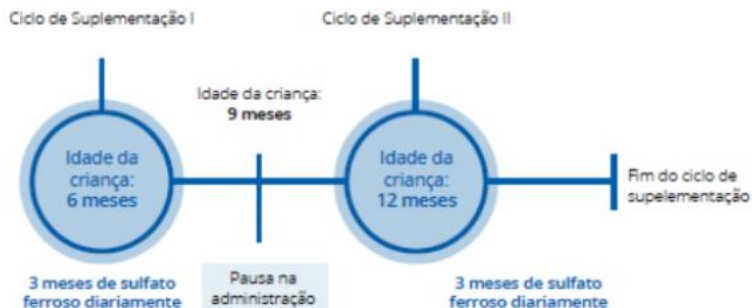 Ciclo de Suplementação I
Ciclo de Suplementação II
Idade da criança:
9 meses
Idade da
criança:
6 meses
Idade da
criança:
12 meses
Fim do ciclo de
supelementação
3 meses de sulfato
ferroso diariamente
Pausa na
administração
3 meses de sulfato
ferroso diariamente